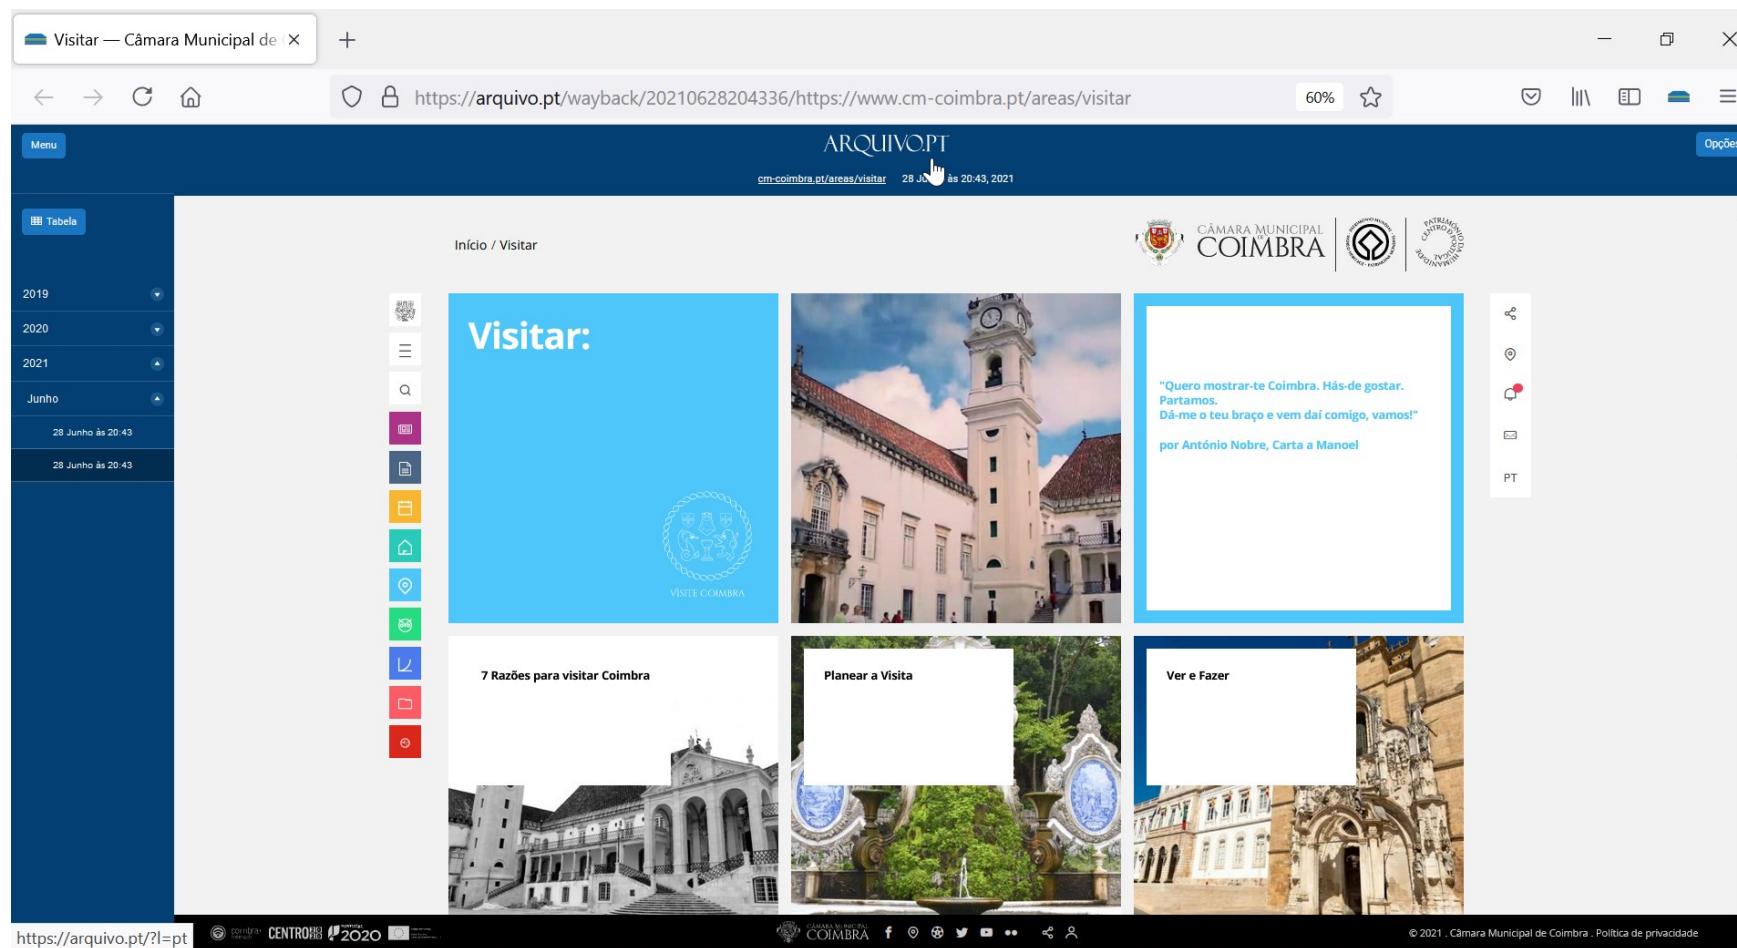 Visitar — Câmara Municipal de
https://arquivo.pt/wayback/20210628204336/https://www.cm-coimbra.pt/areas/visitar
60%
Menu
ARQUIVO.PT
Opções
cm-coimbra.pt/areas/visitar 28 às 20:43, 2021
Tabela
2019
2020
2021
Junho
28 Junho às 20:43
28 Junho às 20:43
Início / Visitar
CÂMARA MUNICIPAL
DE
COIMBRA
Visitar:
VISITE COIMBRA
"Quero mostrar-te Coimbra. Hás-de gostar.
Partamos.
Dá-me o teu braço e vem daí comigo, vamos!"
por António Nobre, Carta a Manoel
PT
7 Razões para visitar Coimbra
Planear a Visita
Ver e Fazer
https://arquivo.pt/?l=pt
CENTRO
2020
CÂMARA MUNICIPAL
COIMBRA
© 2021 . Câmara Municipal de Coimbra . Política de privacidade